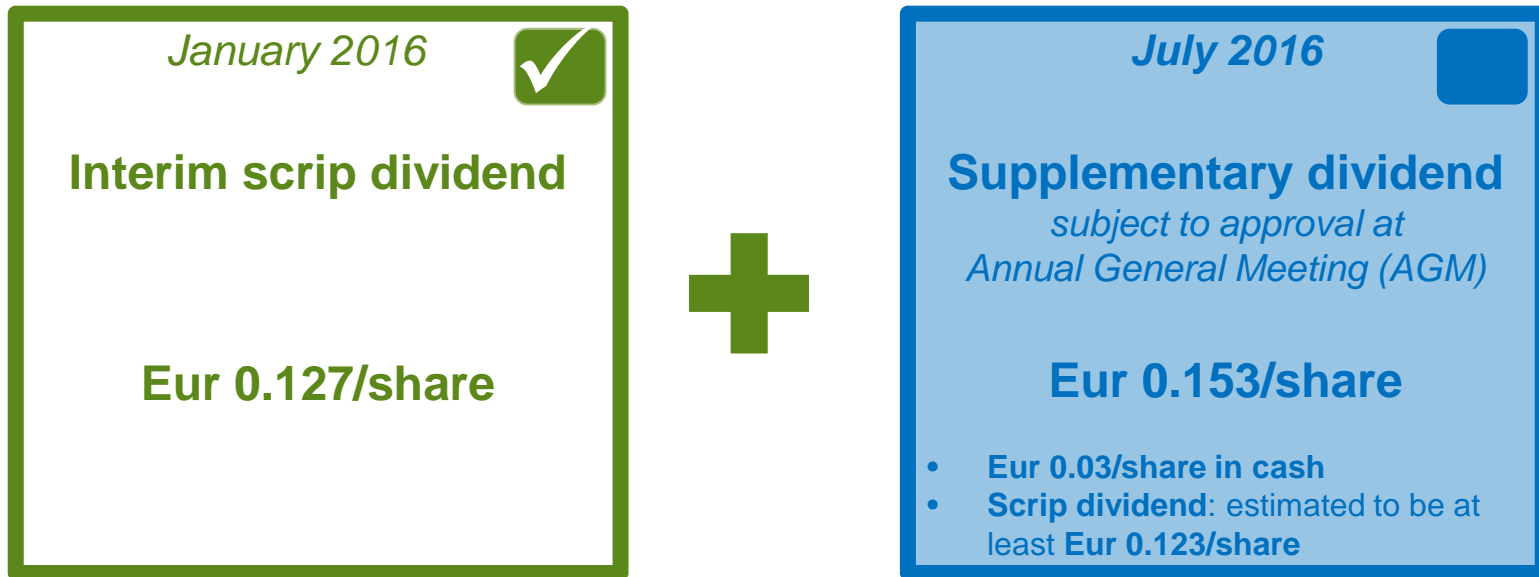 January 2016
Interim scrip dividend
Eur 0.127/share
July 2016
Supplementary dividend
subject to approval at
Annual General Meeting (AGM)
Eur 0.153/share
• Eur 0.03/share in cash
• Scrip dividend: estimated to be at
least Eur 0.123/share